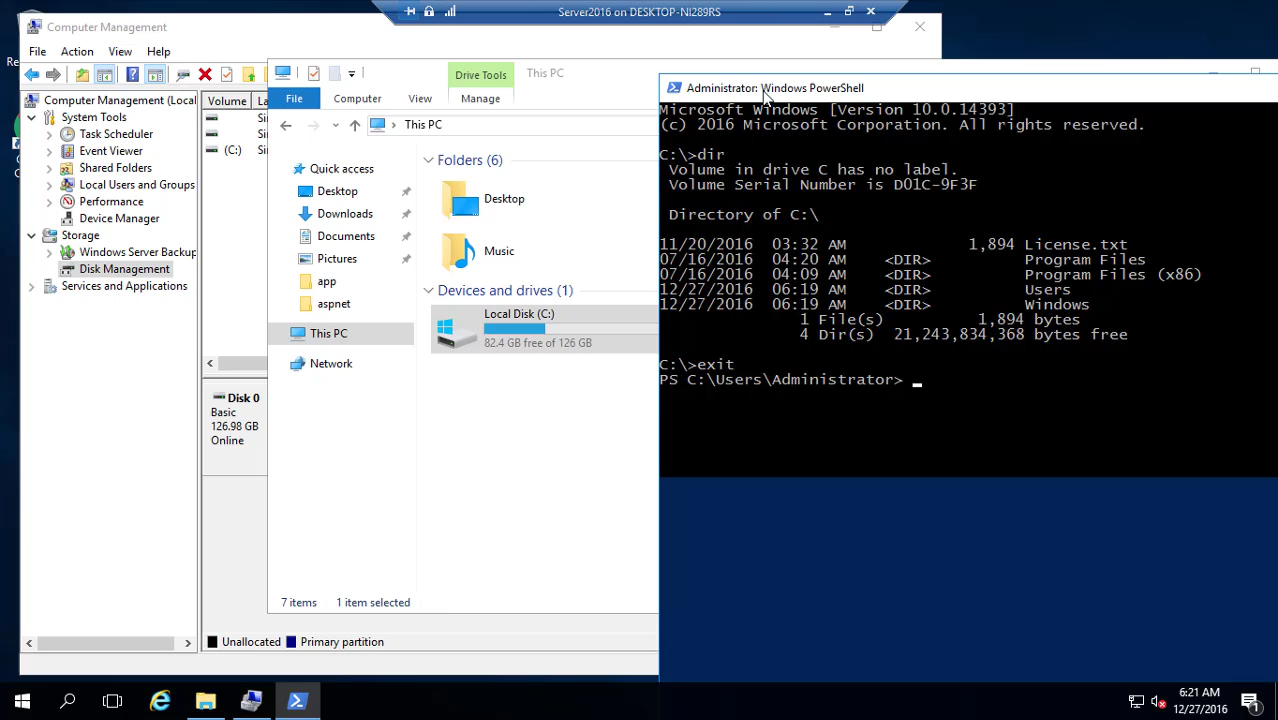 Server2016 on DESKTOP-NI289RS
Computer Management
File Action View Help
Computer Management (Local
System Tools
Task Scheduler
Event Viewer
Shared Folders
Local Users and Groups
Performance
Device Manager
Storage
Windows Server Backup
Disk Management
Services and Applications
Volume
(C:)
Disk 0
Basic
126.98 GB
Online
Unallocated Primary partition
Drive Tools
This PC
File Computer View Manage
This PC
Quick access
Desktop
Downloads
Documents
Pictures
app
aspnet
This PC
Network
Folders (6)
Desktop
Music
Devices and drives (1)
Local Disk (C:)
82.4 GB free of 126 GB
7 items 1 item selected
Administrator: Windows PowerShell
Microsoft Windows [Version 10.0.14393]
(c) 2016 Microsoft Corporation. All rights reserved.
C:\>dir
Volume in drive C has no label.
Volume Serial Number is D01C-9F3F
Directory of C:\
11/20/2016 03:32 AM 1,894 License.txt
07/16/2016 04:20 AM <DIR> Program Files
07/16/2016 04:09 AM <DIR> Program Files (x86)
12/27/2016 06:19 AM <DIR> Users
12/27/2016 06:19 AM <DIR> Windows
1 File(s) 1,894 bytes
4 Dir(s) 21,243,834,368 bytes free
C:\>exit
PS C:\Users\Administrator>
6:21 AM
12/27/2016
1